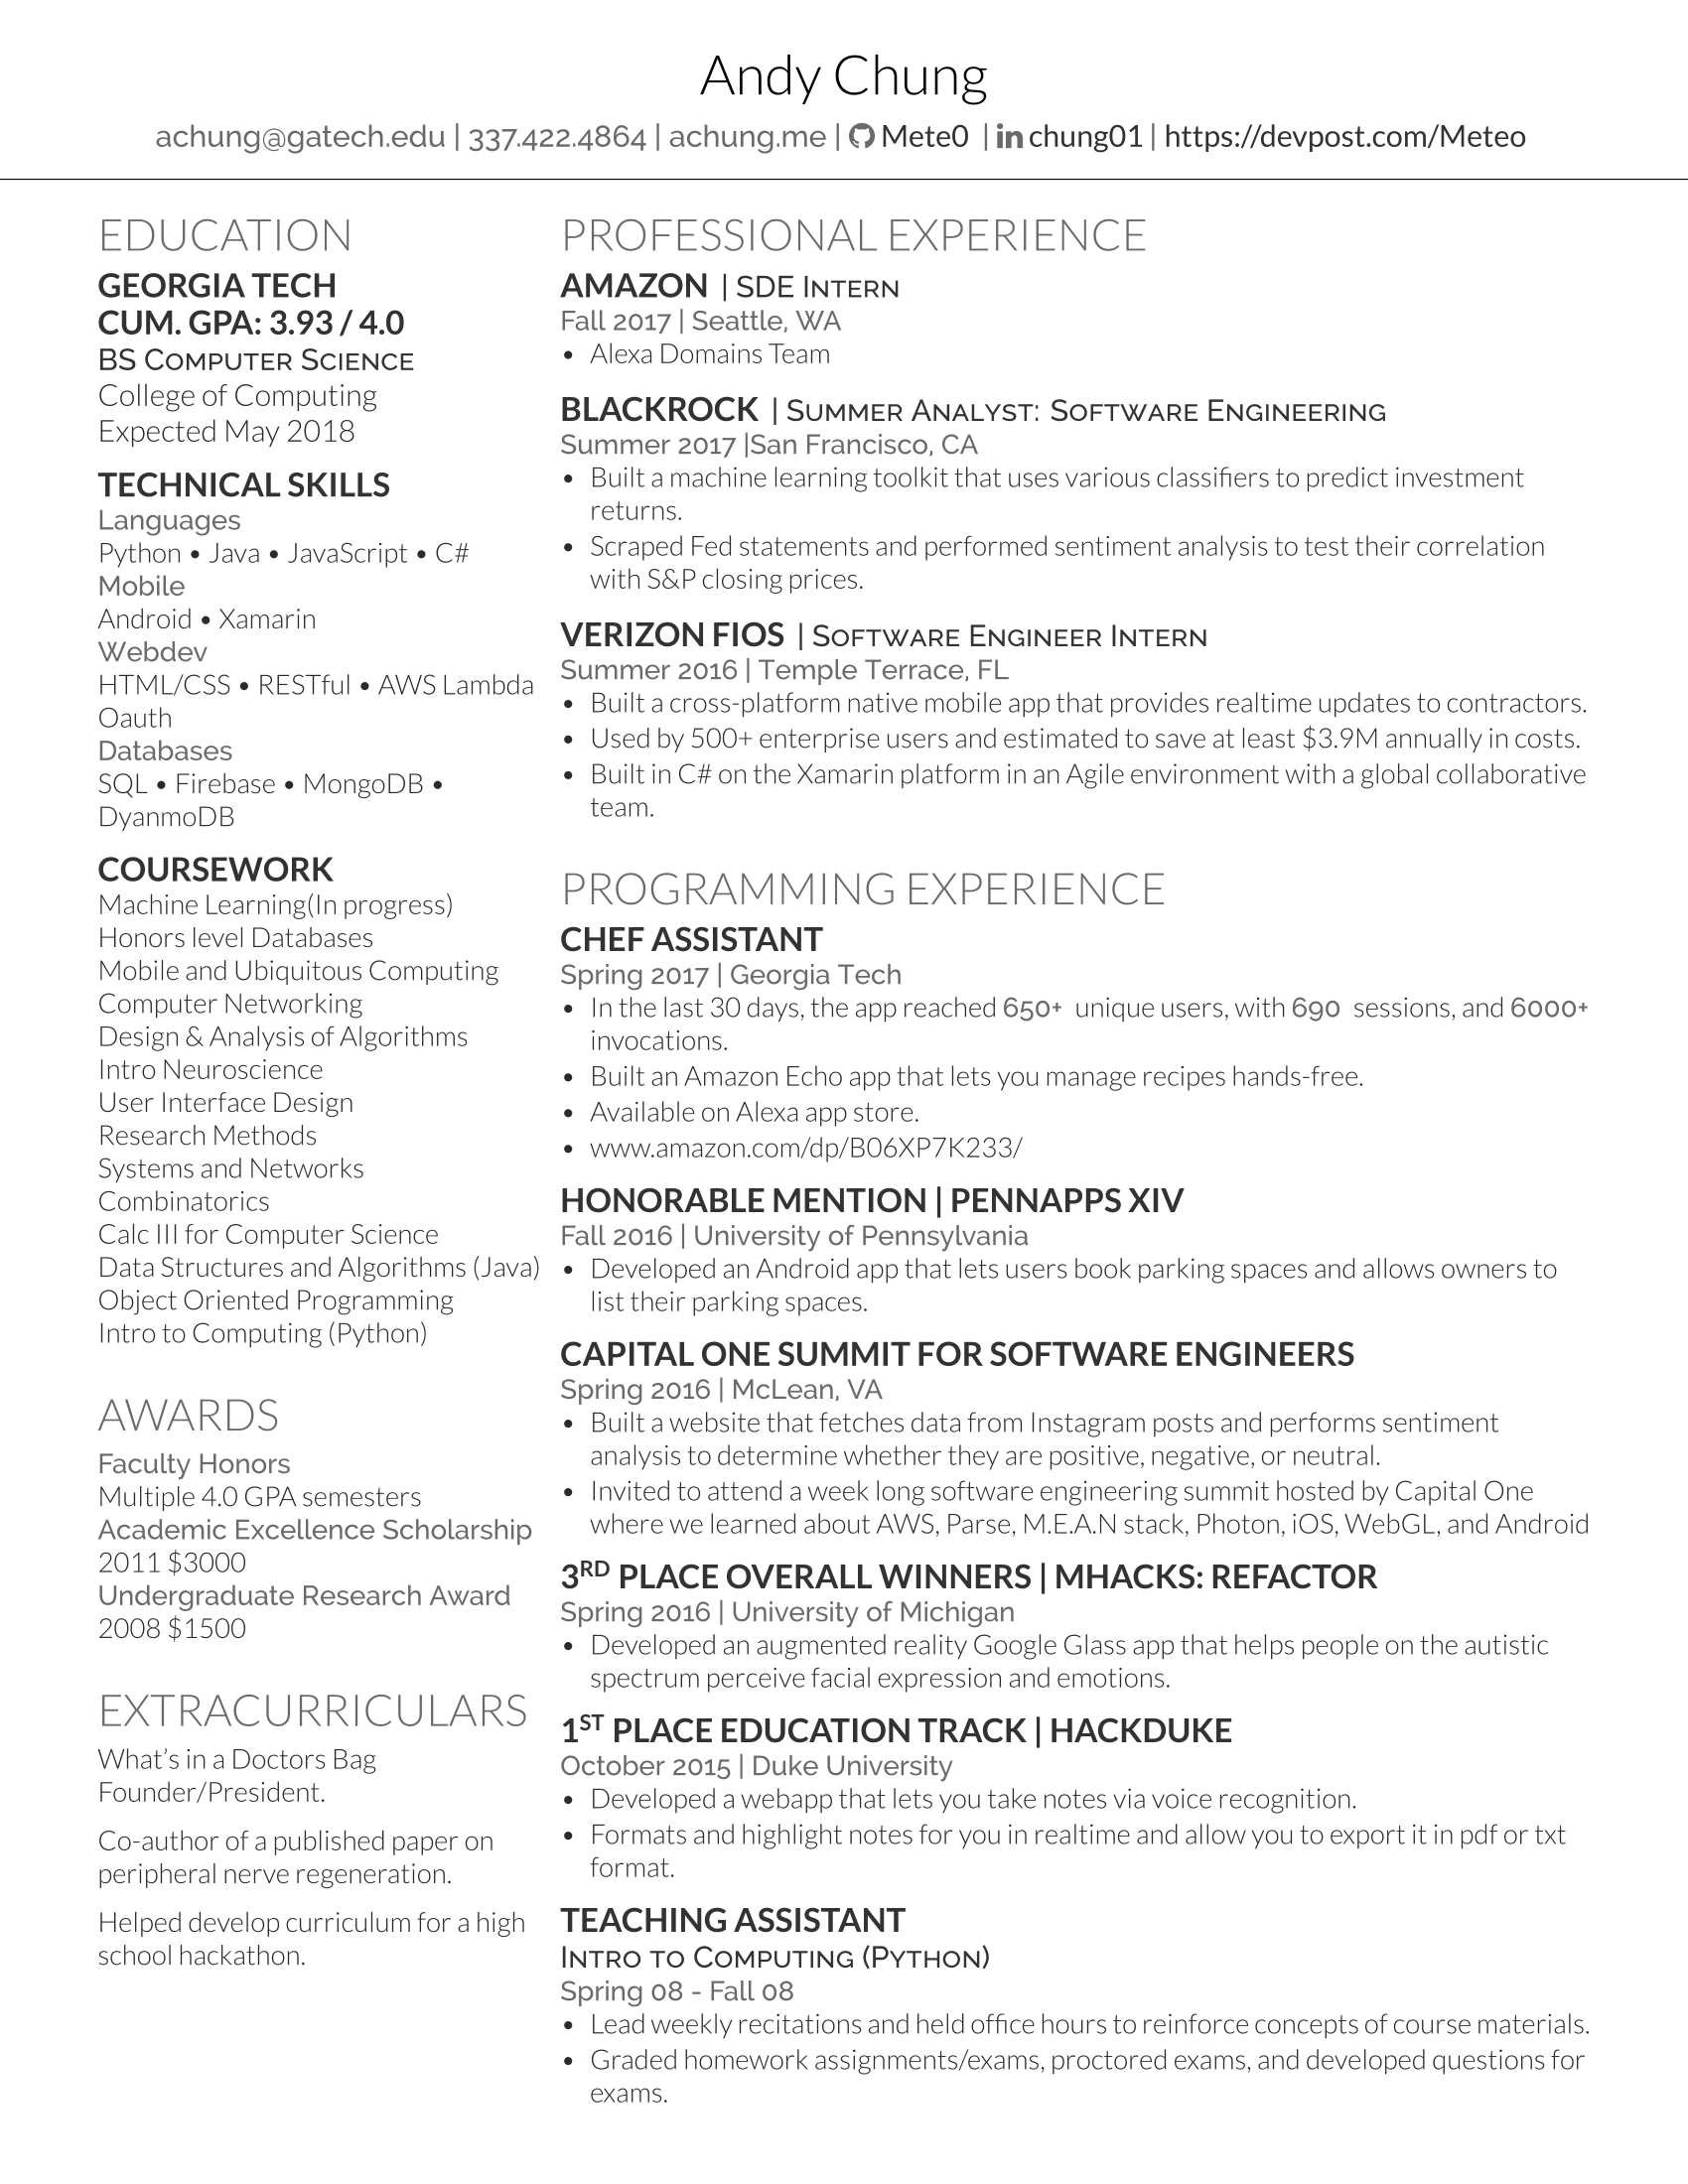 Andy Chung
achung@gatech.edu | 337.422.4864 | achung.me | Mete0 | chung01 | https://devpost.com/Meteo
EDUCATION
GEORGIA TECH
CUM. GPA: 3.93 / 4.0
BS COMPUTER SCIENCE
College of Computing
Expected May 2018
TECHNICAL SKILLS
Languages
Python • Java • JavaScript • C#
Mobile
Android • Xamarin
Webdev
HTML/CSS • RESTful • AWS Lambda
Oauth
Databases
SQL • Firebase • MongoDB •
DyanmoDB
COURSEWORK
Machine Learning(In progress)
Honors level Databases
Mobile and Ubiquitous Computing
Computer Networking
Design & Analysis of Algorithms
Intro Neuroscience
User Interface Design
Research Methods
Systems and Networks
Combinatorics
Calc III for Computer Science
Data Structures and Algorithms (Java)
Object Oriented Programming
Intro to Computing (Python)
AWARDS
Faculty Honors
Multiple 4.0 GPA semesters
Academic Excellence Scholarship
2011 $3000
Undergraduate Research Award
2008 $1500
EXTRACURRICULARS
What's in a Doctors Bag
Founder/President.
Co-author of a published paper on
peripheral nerve regeneration.
Helped develop curriculum for a high
school hackathon.
PROFESSIONAL EXPERIENCE
AMAZON | SDE INTERN
Fall 2017 | Seattle, WA
• Alexa Domains Team
BLACKROCK | SUMMER ANALYST: SOFTWARE ENGINEERING
Summer 2017 |San Francisco, CA
• Built a machine learning toolkit that uses various classifiers to predict investment
returns.
• Scraped Fed statements and performed sentiment analysis to test their correlation
with S&P closing prices.
VERIZON FIOS | SOFTWARE ENGINEER INTERN
Summer 2016 | Temple Terrace, FL
• Built a cross-platform native mobile app that provides realtime updates to contractors.
• Used by 500+ enterprise users and estimated to save at least $3.9M annually in costs.
• Built in C# on the Xamarin platform in an Agile environment with a global collaborative
team.
PROGRAMMING EXPERIENCE
CHEF ASSISTANT
Spring 2017 | Georgia Tech
• In the last 30 days, the app reached 650+ unique users, with 690 sessions, and 6000+
invocations.
• Built an Amazon Echo app that lets you manage recipes hands-free.
• Available on Alexa app store.
• www.amazon.com/dp/B06XP7K233/
HONORABLE MENTION | PENNAPPS XIV
Fall 2016 | University of Pennsylvania
• Developed an Android app that lets users book parking spaces and allows owners to
list their parking spaces.
CAPITAL ONE SUMMIT FOR SOFTWARE ENGINEERS
Spring 2016 | McLean, VA
• Built a website that fetches data from Instagram posts and performs sentiment
analysis to determine whether they are positive, negative, or neutral.
• Invited to attend a week long software engineering summit hosted by Capital One
where we learned about AWS, Parse, M.E.A.N stack, Photon, iOS, WebGL, and Android
3RD PLACE OVERALL WINNERS | MHACKS: REFACTOR
Spring 2016 | University of Michigan
• Developed an augmented reality Google Glass app that helps people on the autistic
spectrum perceive facial expression and emotions.
1ST PLACE EDUCATION TRACK | HACKDUKE
October 2015 | Duke University
• Developed a webapp that lets you take notes via voice recognition.
• Formats and highlight notes for you in realtime and allow you to export it in pdf or txt
format.
TEACHING ASSISTANT
INTRO TO COMPUTING (PYTHON)
Spring 08 - Fall 08
• Lead weekly recitations and held office hours to reinforce concepts of course materials.
• Graded homework assignments/exams, proctored exams, and developed questions for
exams.